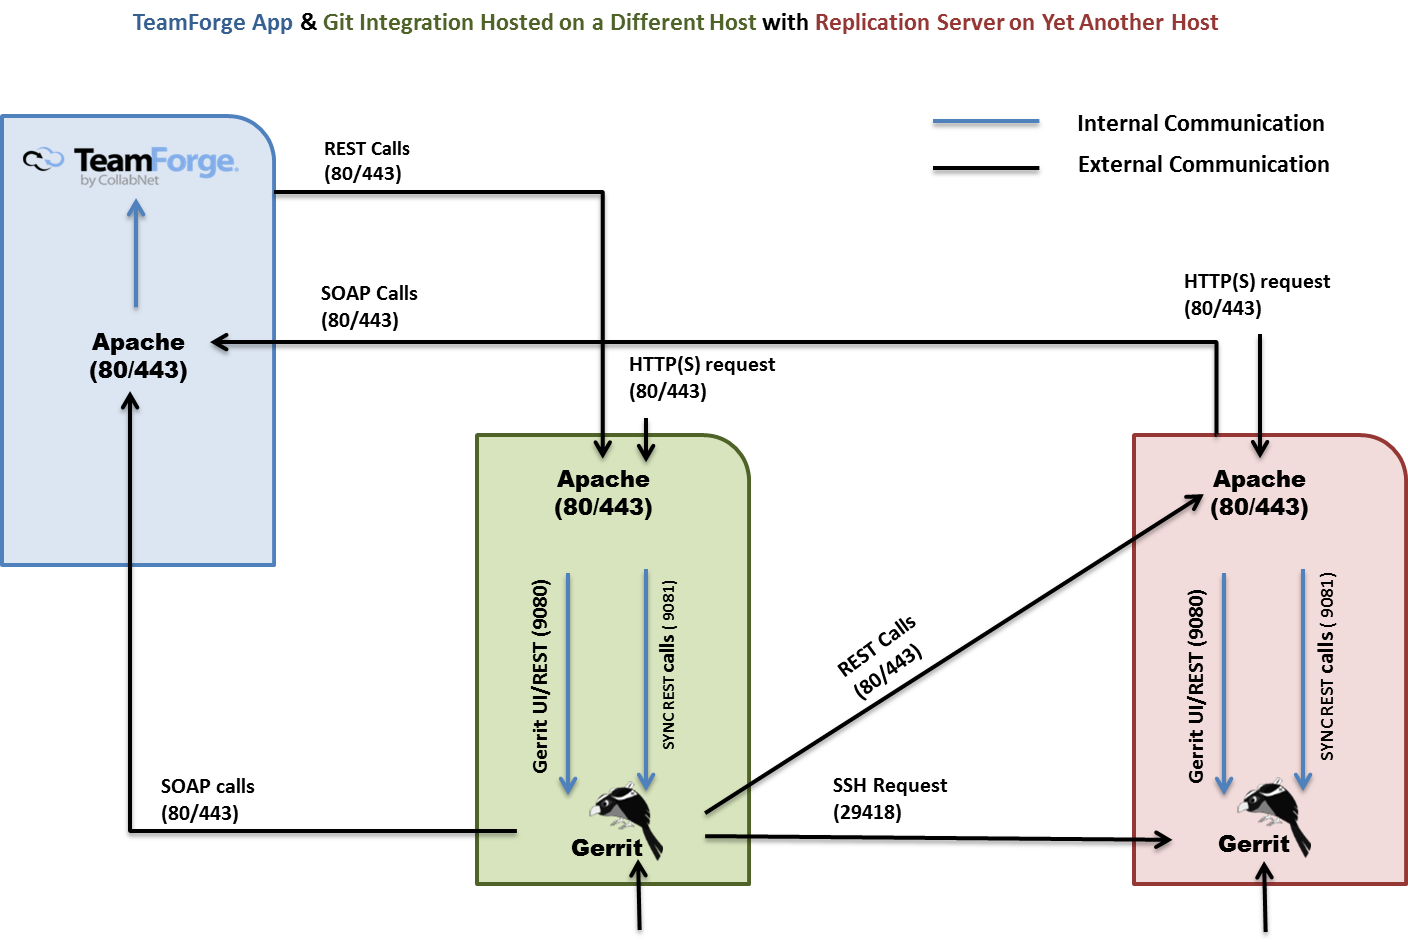 TeamForge App & Git Integration Hosted on a Different Host with Replication Server on Yet Another Host
Internal Communication
External Communication
TeamForge.
by CollabNet
REST Calls
(80/443)
SOAP Calls
(80/443)
HTTP(S) request
(80/443)
Apache
(80/443)
HTTP(S) request
(80/443)
Apache
(80/443)
Apache
(80/443)
Gerrit UI/REST (9080)
SYNC REST calls ( 9081)
REST Calls
(80/443)
Gerrit UI/REST (9080)
SYNC REST calls ( 9081)
SOAP calls
(80/443)
SSH Request
(29418)
Gerrit
Gerrit